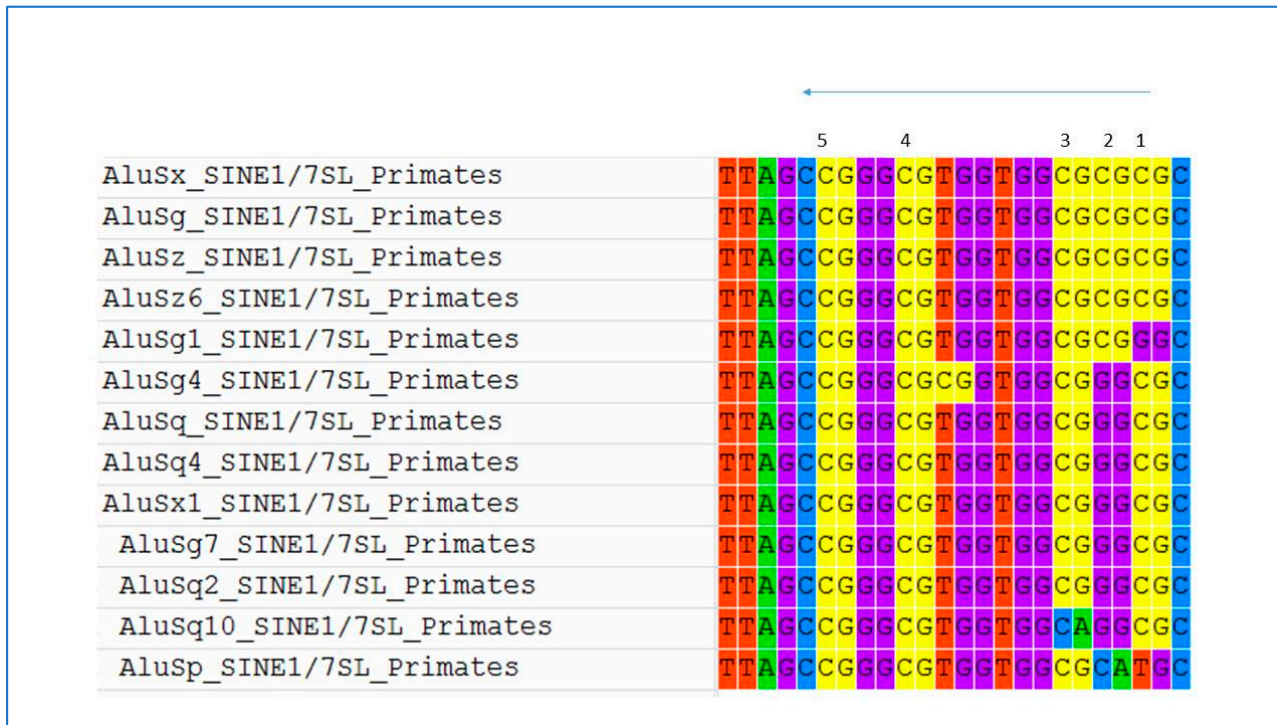 5 4 3 2 1
AluSx_SINE1/7SL_Primates TTAGCCGGGCGTGGTGGCGCGCGC
AluSg_SINE1/7SL_Primates TTAGCCGGGCGTGGTGGCGCGCGC
AluSz_SINE1/7SL_Primates TTAGCCGGGCGTGGTGGCGCGCGC
AluSz6_SINE1/7SL_Primates TTAGCCGGGCGTGGTGGCGCGCGC
AluSg1_SINE1/7SL_Primates TTAGCCGGGCGTGGTGGCGCGGGC
AluSg4_SINE1/7SL_Primates TTAGCCGGGCGCGGTGGCGGGCGC
AluSq_SINE1/7SL_Primates TTAGCCGGGCGTGGTGGCGGGCGC
AluSq4_SINE1/7SL_Primates TTAGCCGGGCGTGGTGGCGGGCGC
AluSx1_SINE1/7SL_Primates TTAGCCGGGCGTGGTGGCGGGCGC
AluSg7_SINE1/7SL_Primates TTAGCCGGGCGTGGTGGCGGGCGC
AluSq2_SINE1/7SL_Primates TTAGCCGGGCGTGGTGGCGGGCGC
AluSq10_SINE1/7SL_Primates TTAGCCGGGCGTGGTGGCAGGCGC
AluSp_SINE1/7SL_Primates TTAGCCGGGCGTGGTGGCGCATGC